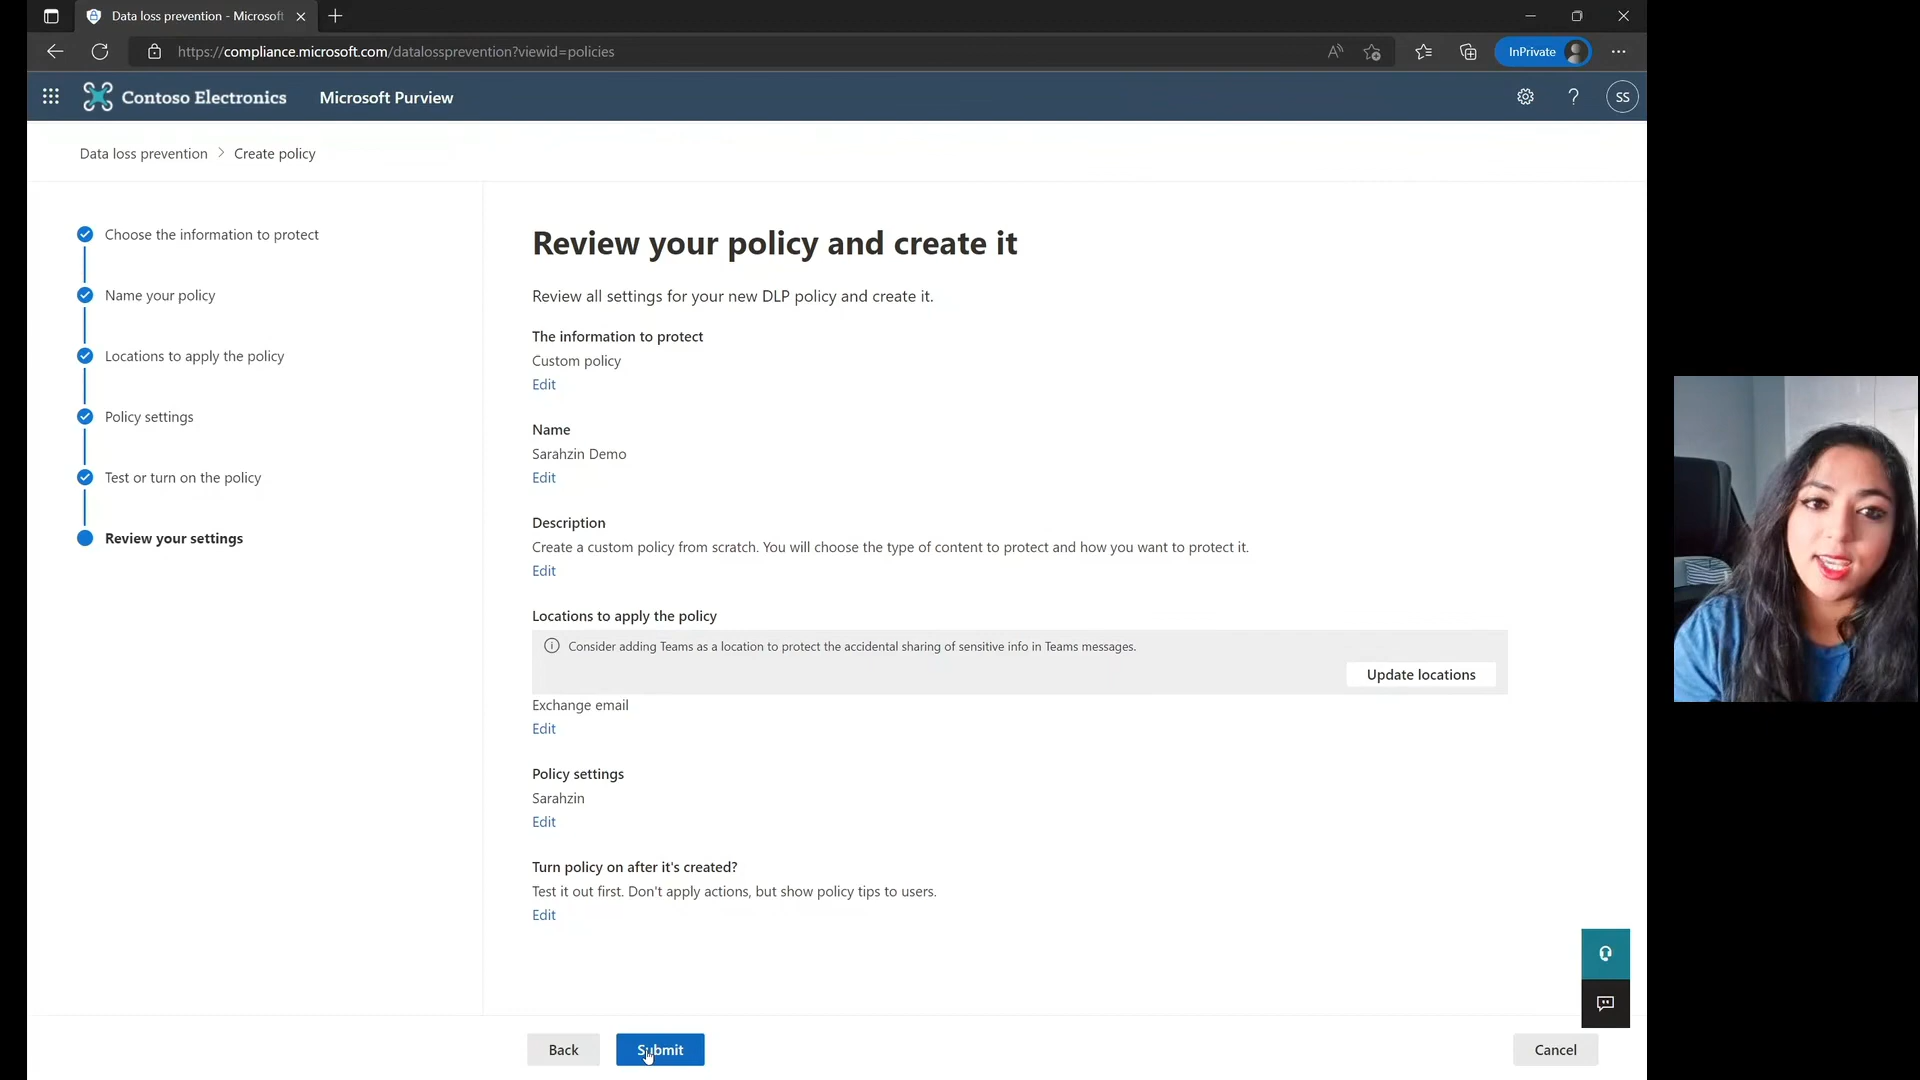 Data loss prevention - Microsoft
https://compliance.microsoft.com/datalossprevention?viewid=policies
InPrivate
Contoso Electronics
Microsoft Purview
SS
Data loss prevention > Create policy
Choose the information to protect
Name your policy
Locations to apply the policy
Policy settings
Test or turn on the policy
Review your settings
Review your policy and create it
Review all settings for your new DLP policy and create it.
The information to protect
Custom policy
Edit
Name
Sarahzin Demo
Edit
Description
Create a custom policy from scratch. You will choose the type of content to protect and how you want to protect it.
Edit
Locations to apply the policy
Consider adding Teams as a location to protect the accidental sharing of sensitive info in Teams messages.
Update locations
Exchange email
Edit
Policy settings
Sarahzin
Edit
Turn policy on after it's created?
Test it out first. Don't apply actions, but show policy tips to users.
Edit
Back
Submit
Cancel